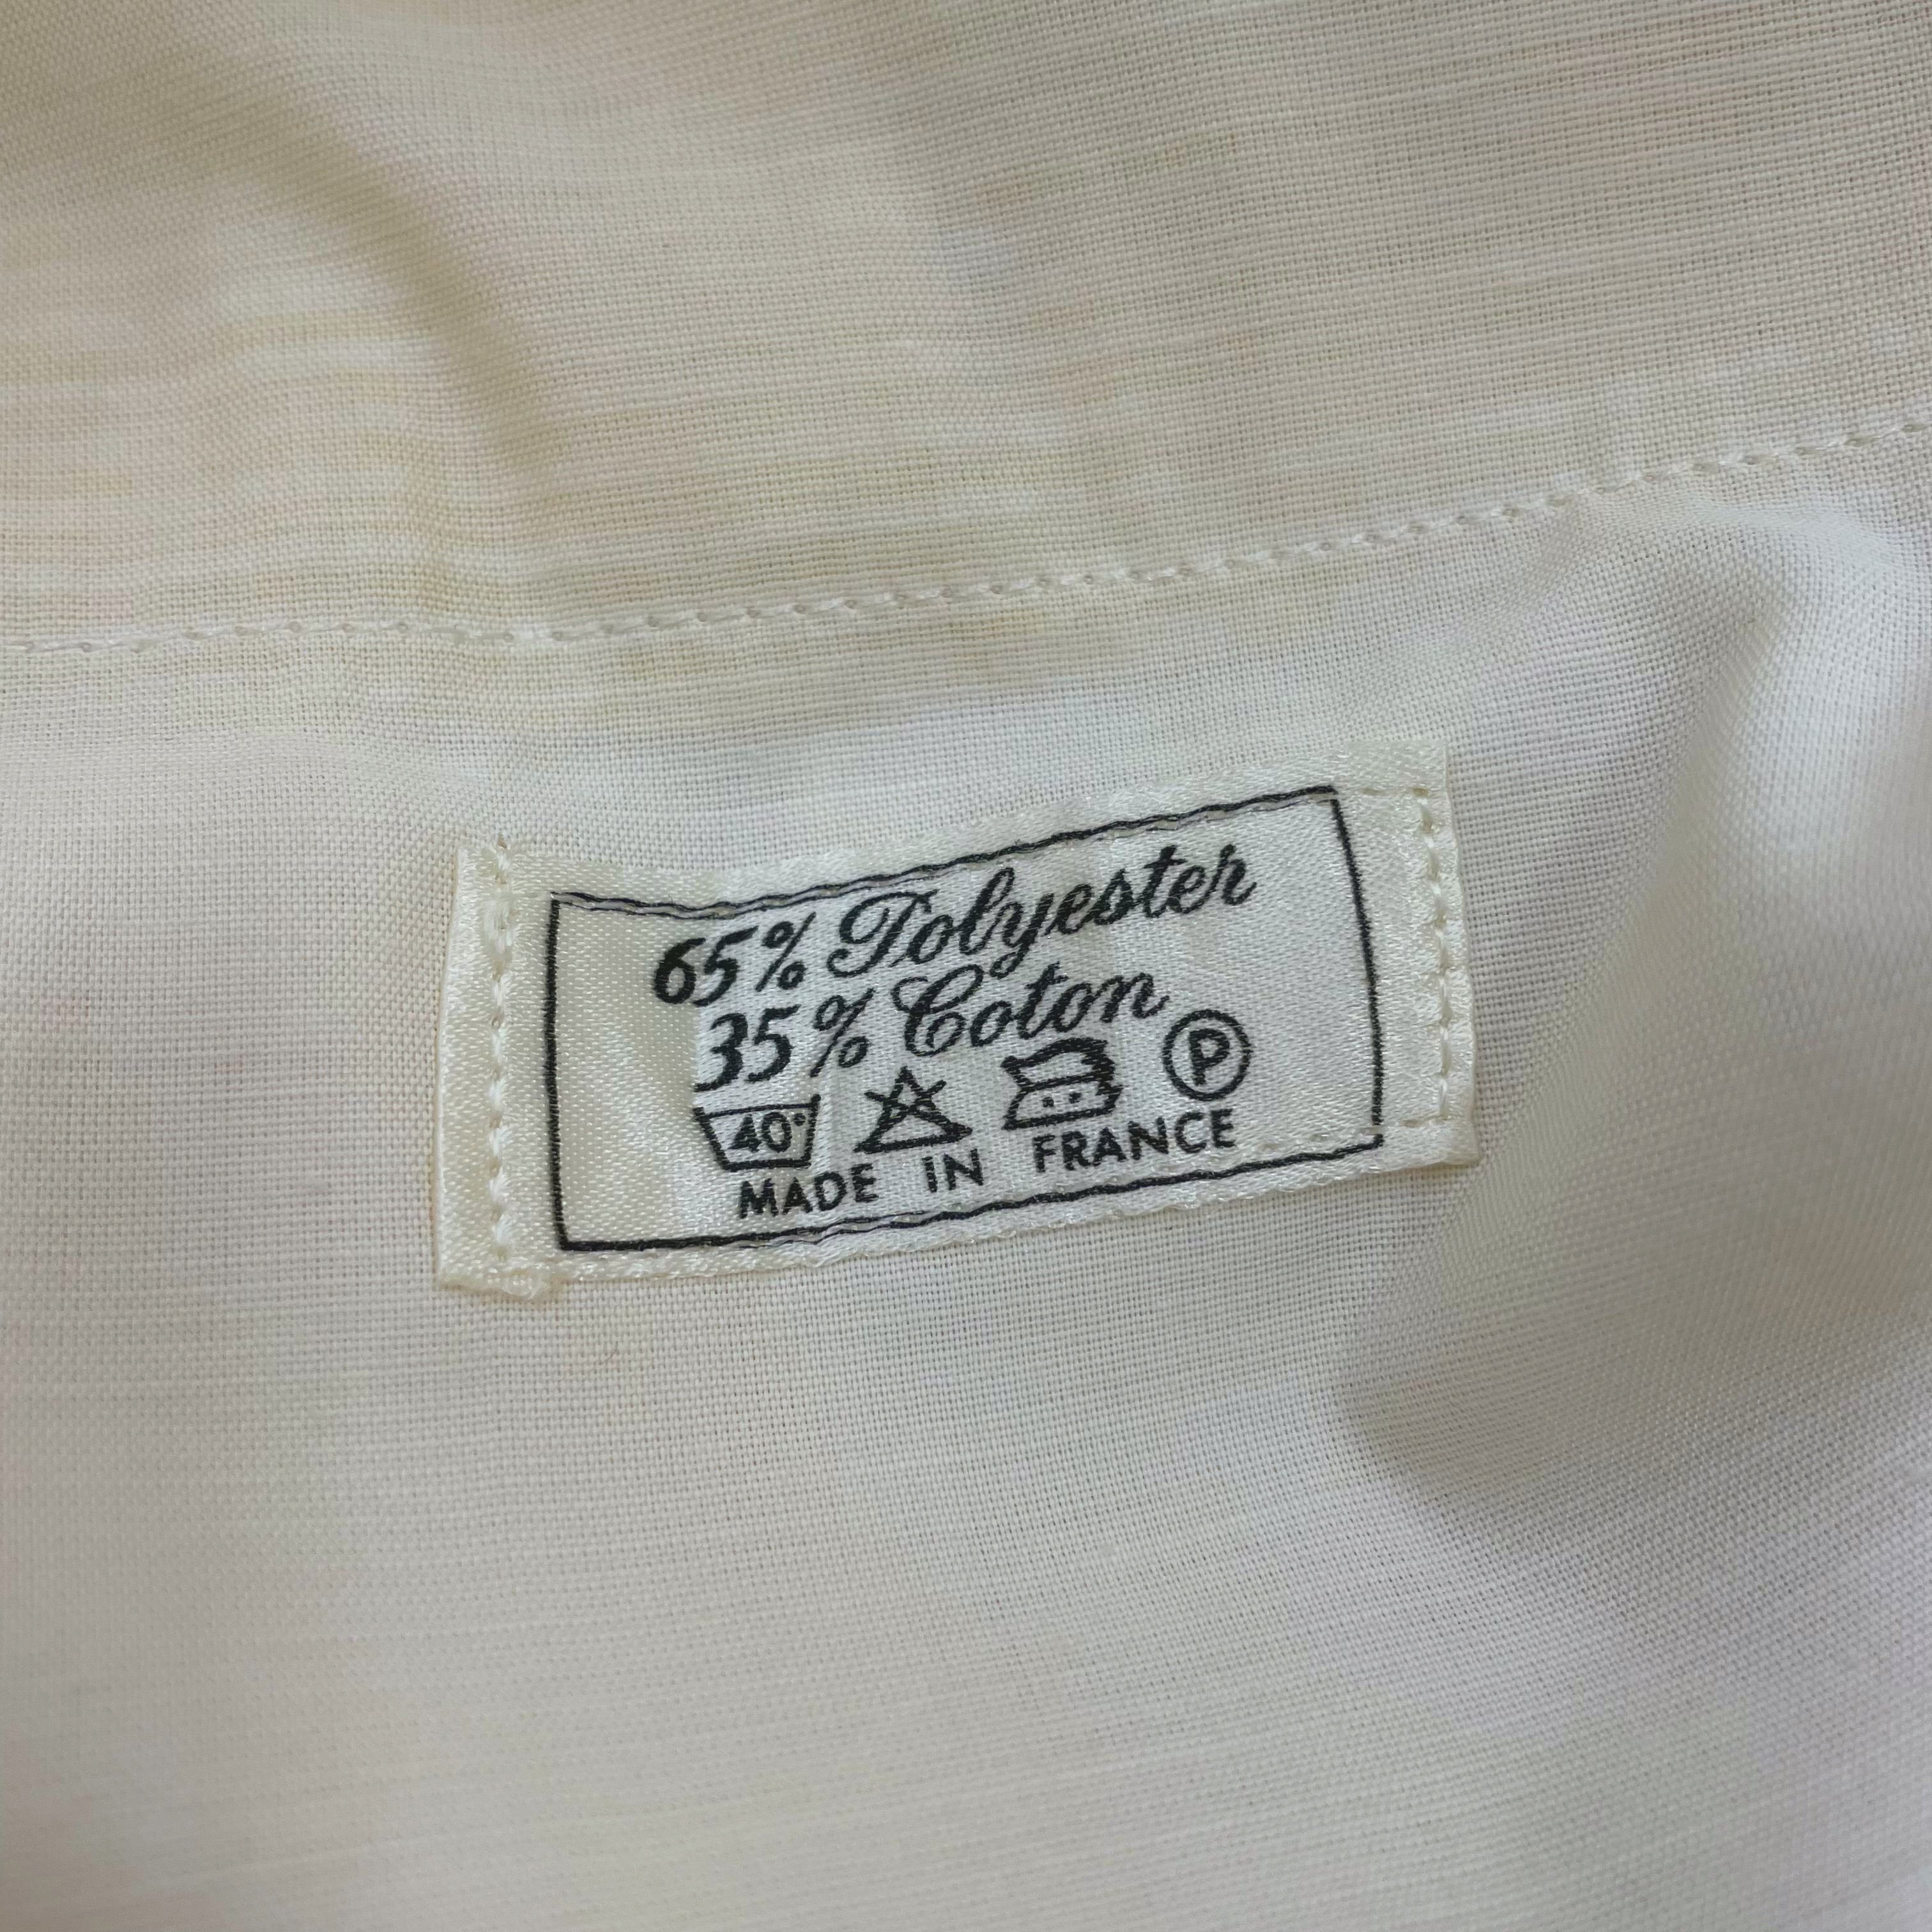 65% Polyester
35% Coton
40° P
MADE IN FRANCE